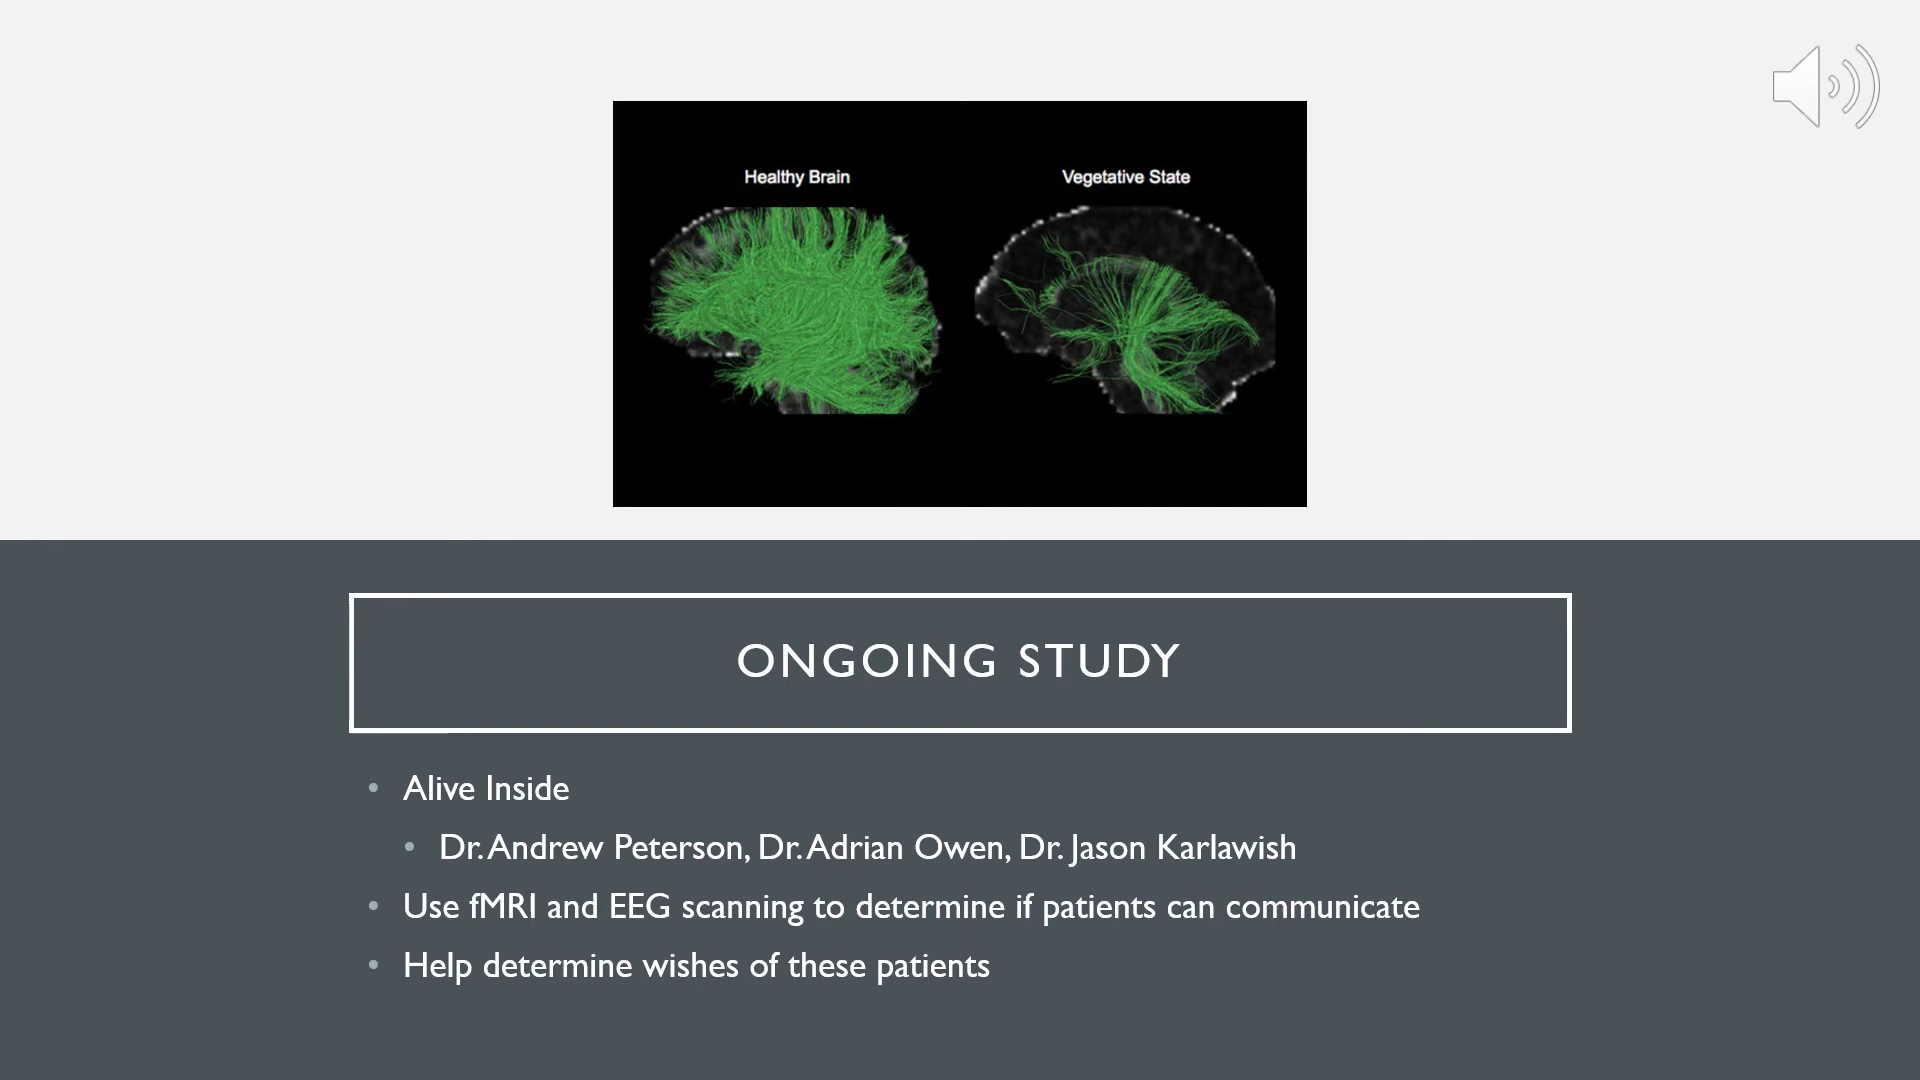 Healthy Brain
Vegetative State
ONGOING STUDY
• Alive Inside
• Dr. Andrew Peterson, Dr. Adrian Owen, Dr. Jason Karlawish
• Use fMRI and EEG scanning to determine if patients can communicate
• Help determine wishes of these patients